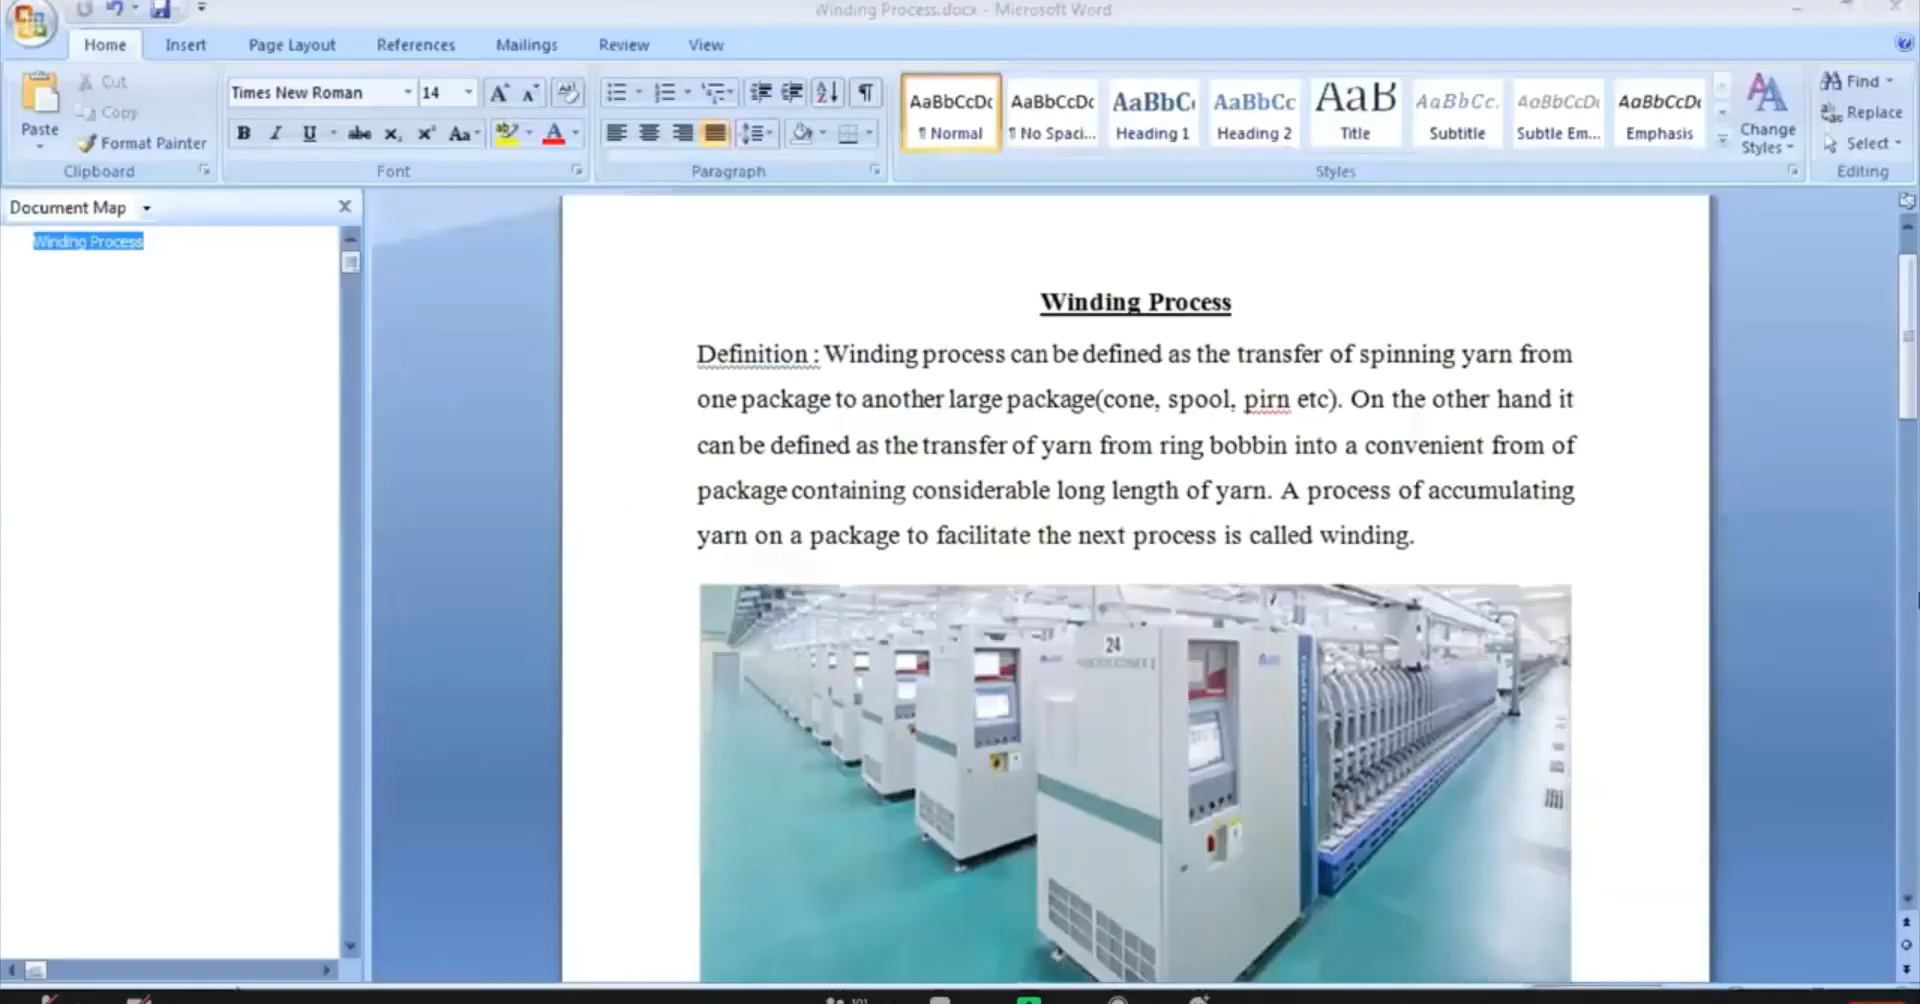 Winding Process.docx - Microsoft Word
Home Insert Page Layout References Mailings Review View
Cut
Copy
Paste
Format Painter
Clipboard
Times New Roman 14
Font
Paragraph
AaBbCcDc AaBbCcDc AaBbC AaBbCc AaB AaBbCc. AaBbCcDc AaBbCcDc
¶ Normal ¶ No Spaci... Heading 1 Heading 2 Title Subtitle Subtle Em... Emphasis
Change
Styles
Styles
Find
Replace
Select
Editing
Document Map
Winding Process
Winding Process
Definition : Winding process can be defined as the transfer of spinning yarn from
one package to another large package(cone, spool, pirn etc). On the other hand it
can be defined as the transfer of yarn from ring bobbin into a convenient from of
package containing considerable long length of yarn. A process of accumulating
yarn on a package to facilitate the next process is called winding.
24
101